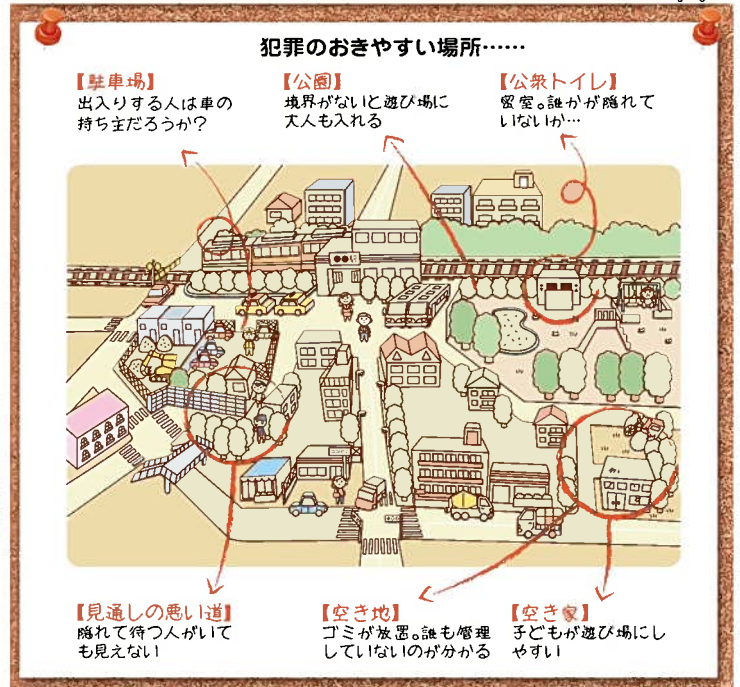 犯罪のおきやすい場所……
【駐車場】
出入りする人は車の
持ち主だろうか?
【公園】
境界がないと遊び場に
大人も入れる
【公衆トイレ】
密室。誰かが隠れて
いないか…
●●駅
【見通しの悪い道】
隠れて待つ人がいて
も見えない
【空き地】
ゴミが放置。誰も管理
していないのが分かる
【空き家】
子どもが遊び場にし
やすい